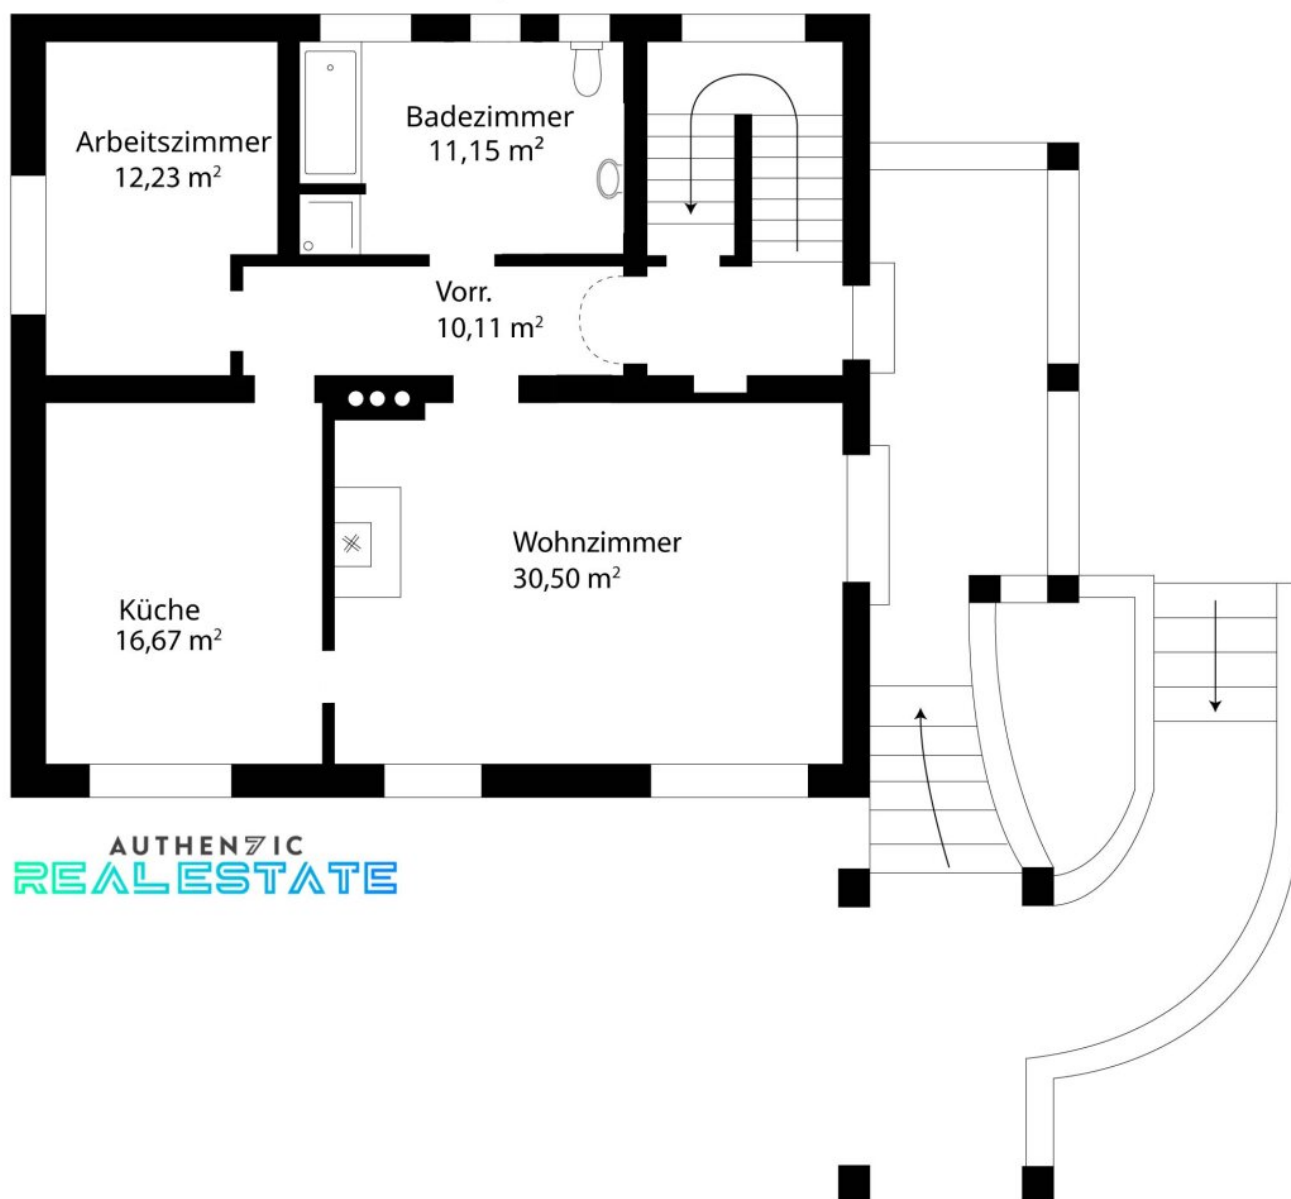 Arbeitszimmer
12,23 m²
Badezimmer
11,15 m²
Vorr.
10,11 m²
Wohnzimmer
30,50 m²
Küche
16,67 m²
AUTHEN7IC
REALESTATE